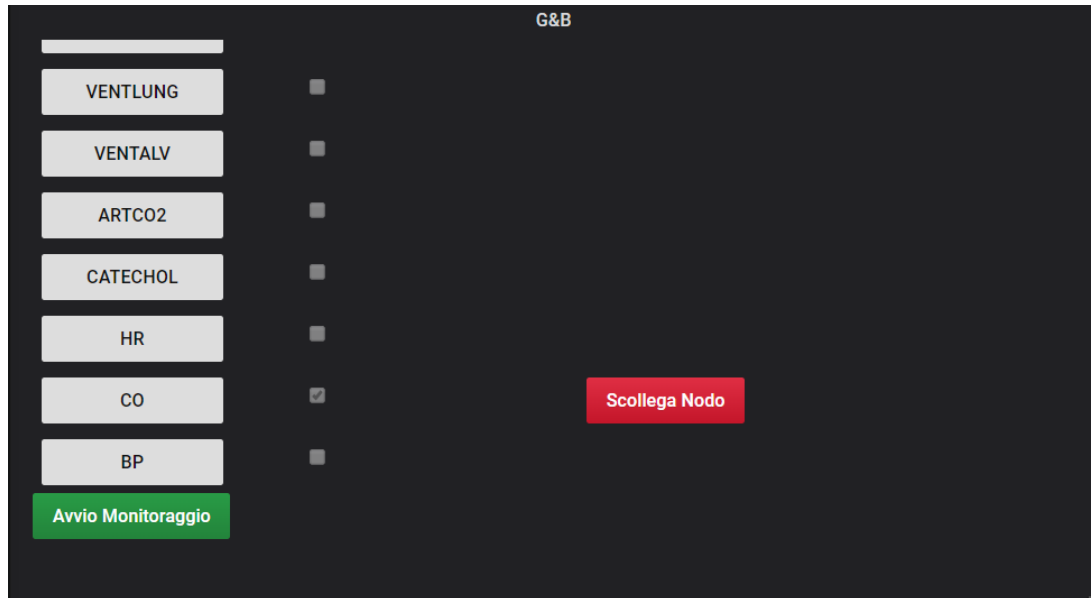 G&B
VENTLUNG
VENTALV
ARTCO2
CATECHOL
HR
CO
Scollega Nodo
BP
Avvio Monitoraggio